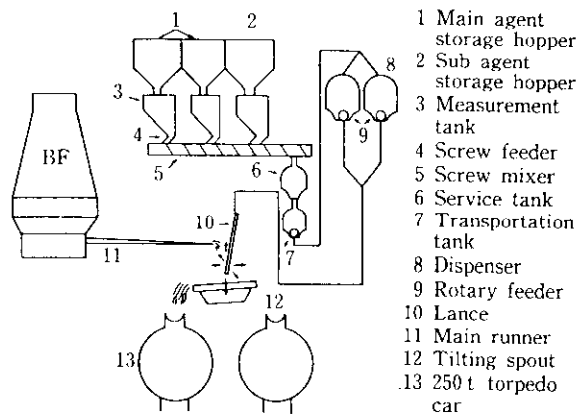 1
2
3
4
5
6
7
8
9
10
11
12
13
BF
1 Main agent
storage hopper
2 Sub agent
storage hopper
3 Measurement
tank
4 Screw feeder
5 Screw mixer
6 Service tank
7 Transportation
tank
8 Dispenser
9 Rotary feeder
10 Lance
11 Main runner
12 Tilting spout
13 250 t torpedo
car